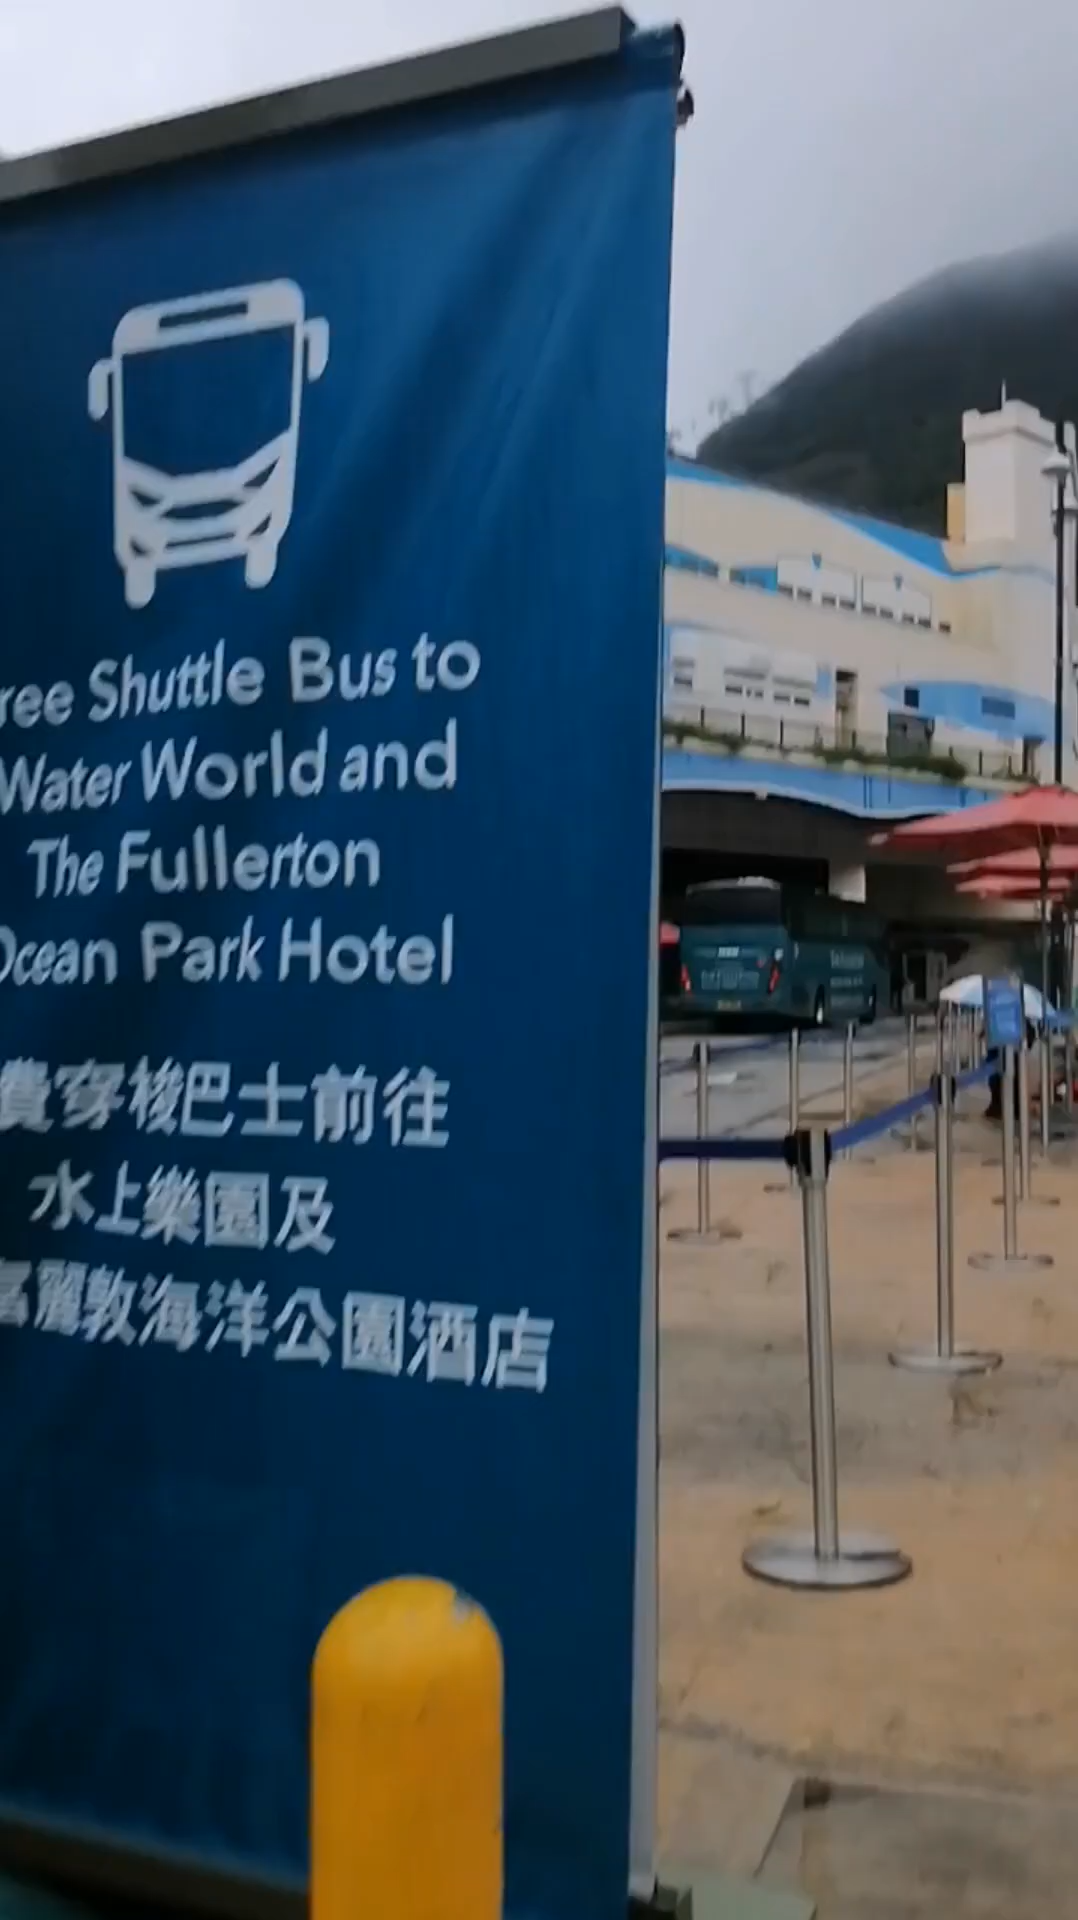 ree Shuttle Bus to
Water World and
The Fullerton
Ocean Park Hotel
費穿梭巴士前往
水上樂園及
富麗敦海洋公園酒店